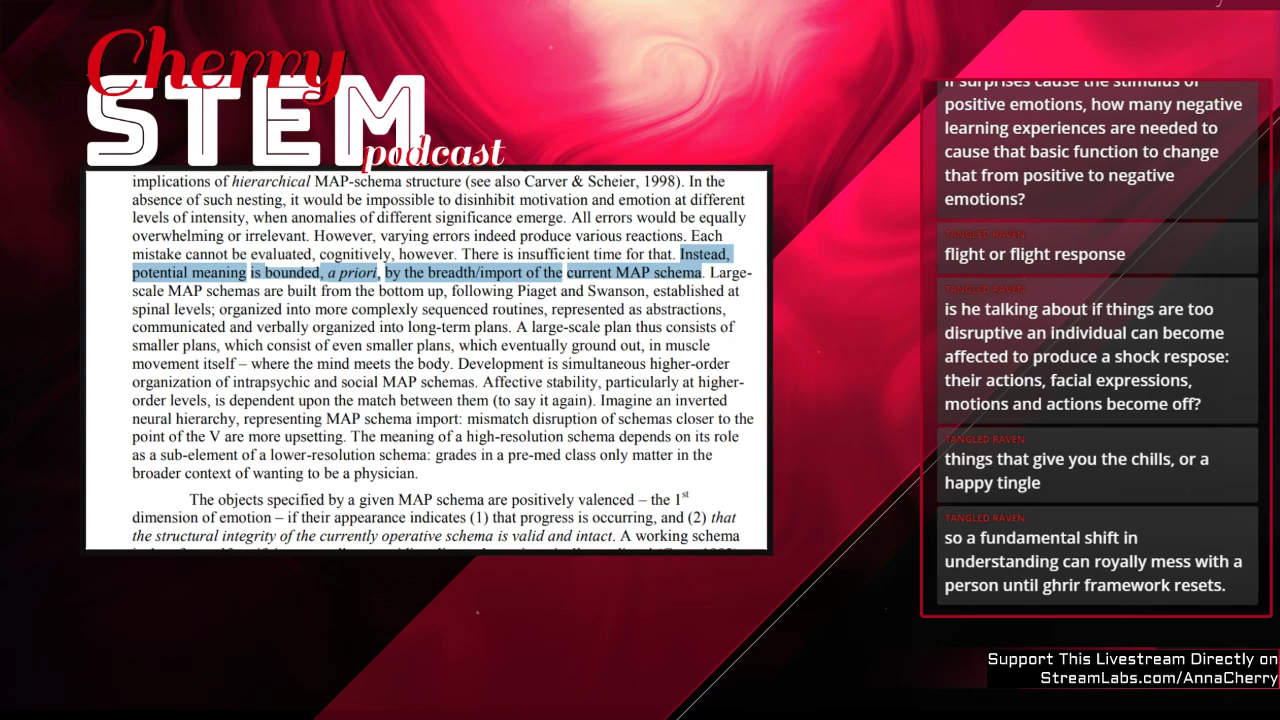 Cherry
STEM
podcast
implications of hierarchical MAP-schema structure (see also Carver & Scheier, 1998). In the
absence of such nesting, it would be impossible to disinhibit motivation and emotion at different
levels of intensity, when anomalies of different significance emerge. All errors would be equally
overwhelming or irrelevant. However, varying errors indeed produce various reactions. Each
mistake cannot be evaluated, cognitively, however. There is insufficient time for that. Instead,
potential meaning is bounded, a priori, by the breadth/import of the current MAP schema. Large-
scale MAP schemas are built from the bottom up, following Piaget and Swanson, established at
spinal levels; organized into more complexly sequenced routines, represented as abstractions,
communicated and verbally organized into long-term plans. A large-scale plan thus consists of
smaller plans, which consist of even smaller plans, which eventually ground out, in muscle
movement itself – where the mind meets the body. Development is simultaneous higher-order
organization of intrapsychic and social MAP schemas. Affective stability, particularly at higher-
order levels, is dependent upon the match between them (to say it again). Imagine an inverted
neural hierarchy, representing MAP schema import: mismatch disruption of schemas closer to the
point of the V are more upsetting. The meaning of a high-resolution schema depends on its role
as a sub-element of a lower-resolution schema: grades in a pre-med class only matter in the
broader context of wanting to be a physician.
The objects specified by a given MAP schema are positively valenced – the 1st
dimension of emotion – if their appearance indicates (1) that progress is occurring, and (2) that
the structural integrity of the currently operative schema is valid and intact. A working schema
if surprises cause the stimulus of
positive emotions, how many negative
learning experiences are needed to
cause that basic function to change
that from positive to negative
emotions?
TANGLED RAVEN
flight or flight response
TANGLED RAVEN
is he talking about if things are too
disruptive an individual can become
affected to produce a shock respose:
their actions, facial expressions,
motions and actions become off?
TANGLED RAVEN
things that give you the chills, or a
happy tingle
TANGLED RAVEN
so a fundamental shift in
understanding can royally mess with a
person until ghrir framework resets.
Support This Livestream Directly on
StreamLabs.com/AnnaCherry